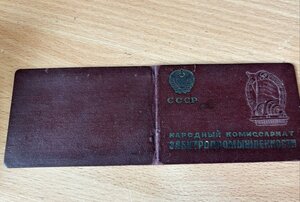 СССР
НАРОДНЫЙ КОМИССАРИАТ
ЭЛЕКТРОПРОМЫШЛЕННОСТИ